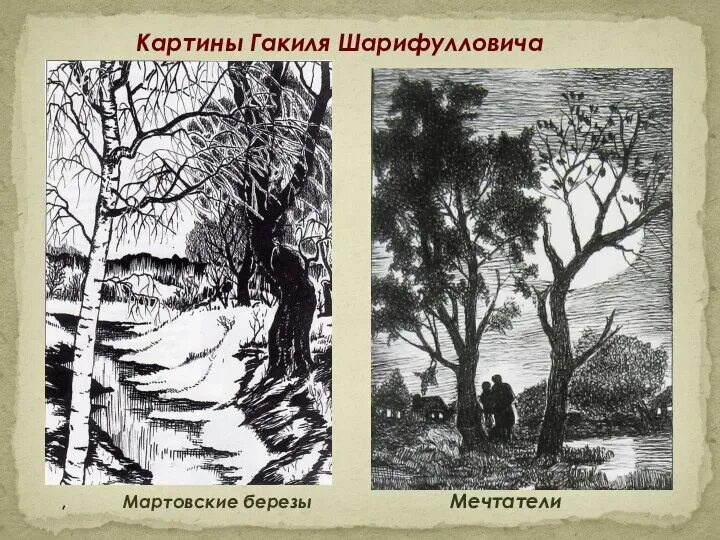 Картины Гакиля Шарифулловича
, Мартовские березы
Мечтатели